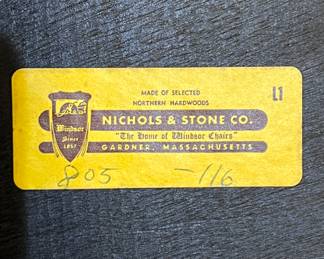 MADE OF SELECTED
NORTHERN HARDWOODS
L1
NICHOLS & STONE CO.
"The Home of Windsor Chairs"
GARDNER, MASSACHUSETTS
Windsor
Since
1857
805 -116